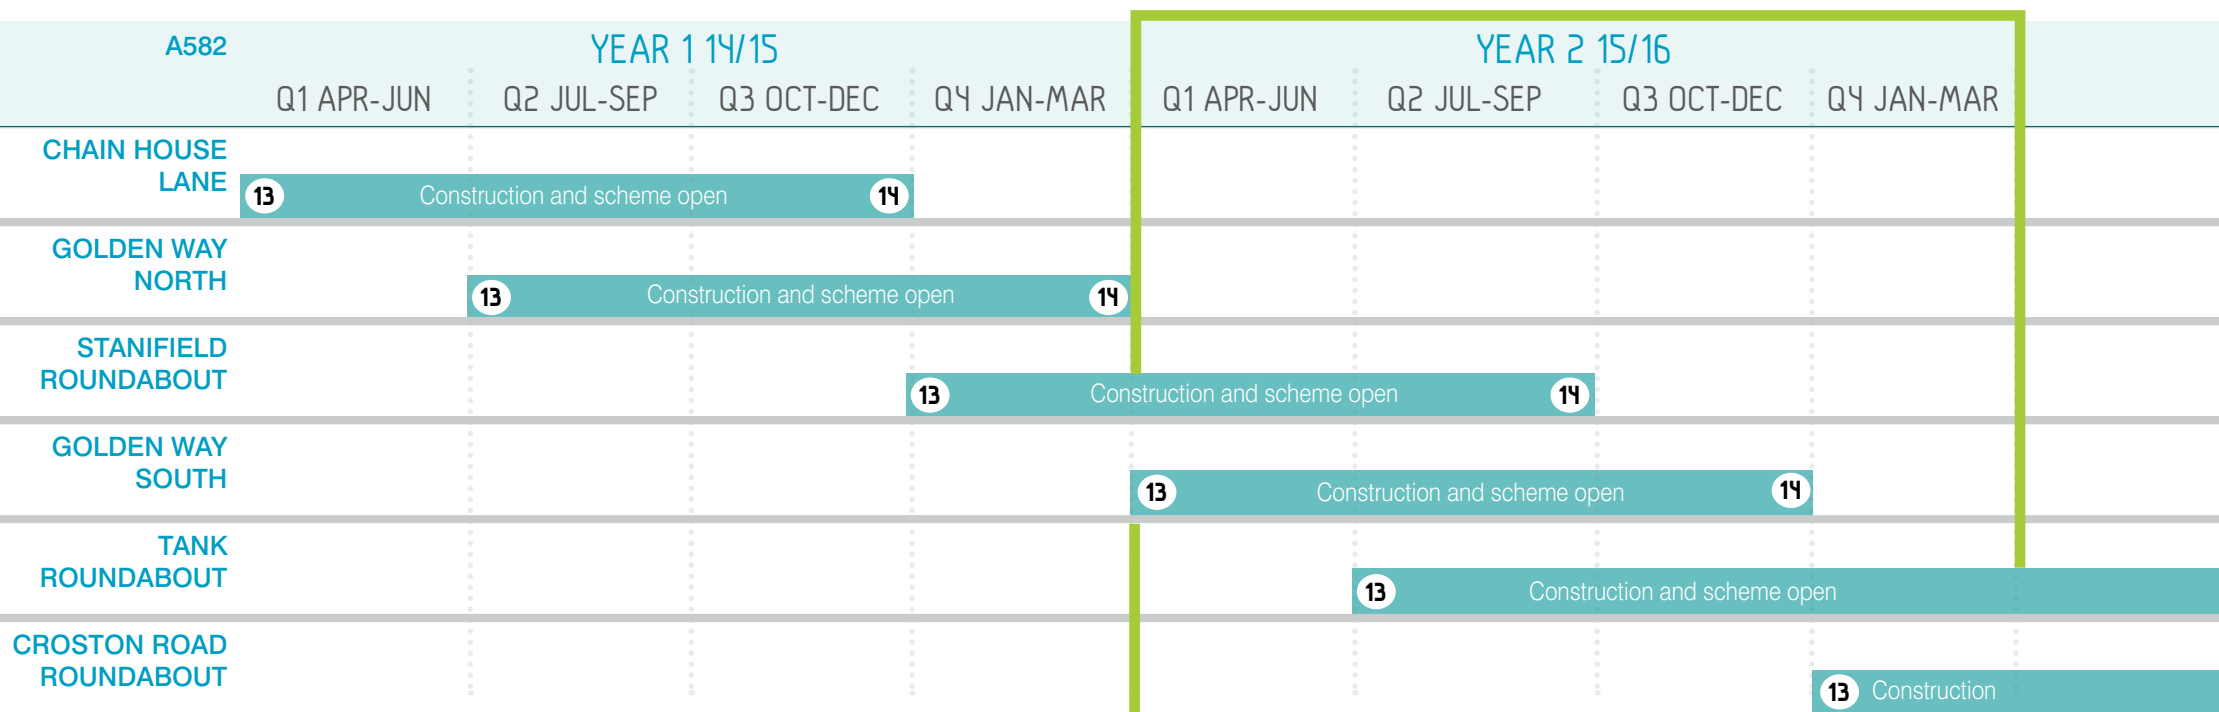 A582
YEAR 1 14/15
YEAR 2 15/16
Q1 APR-JUN
Q2 JUL-SEP
Q3 OCT-DEC
Q4 JAN-MAR
Q1 APR-JUN
Q2 JUL-SEP
Q3 OCT-DEC
Q4 JAN-MAR
CHAIN HOUSE
LANE
13 Construction and scheme open 14
GOLDEN WAY
NORTH
13 Construction and scheme open 14
STANIFIELD
ROUNDABOUT
13 Construction and scheme open 14
GOLDEN WAY
SOUTH
13 Construction and scheme open 14
TANK
ROUNDABOUT
13 Construction and scheme open
CROSTON ROAD
ROUNDABOUT
13 Construction